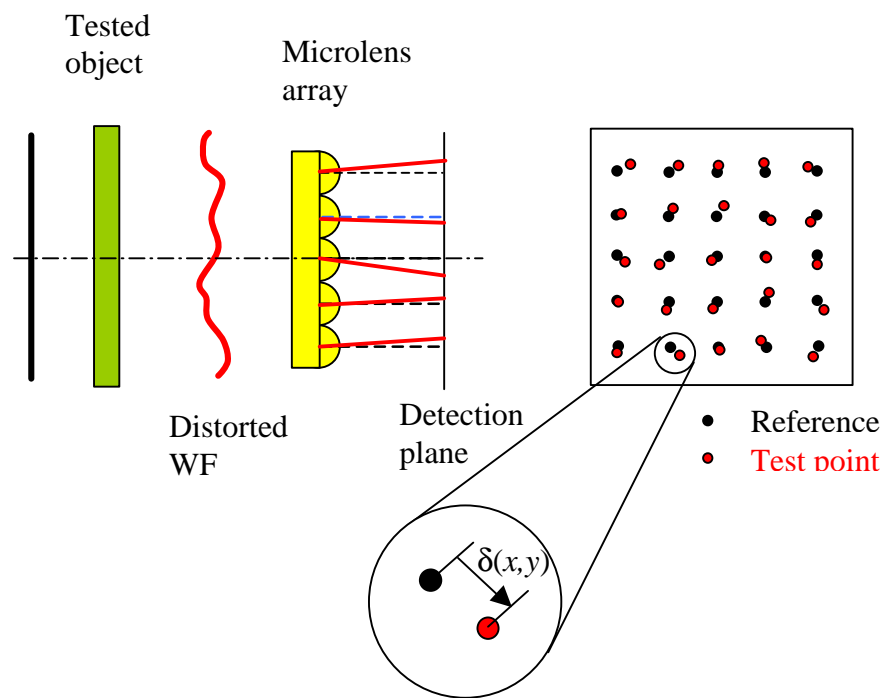 Tested
object
Microlens
array
Distorted
WF
Detection
plane
Reference
Test point
δ(x,y)